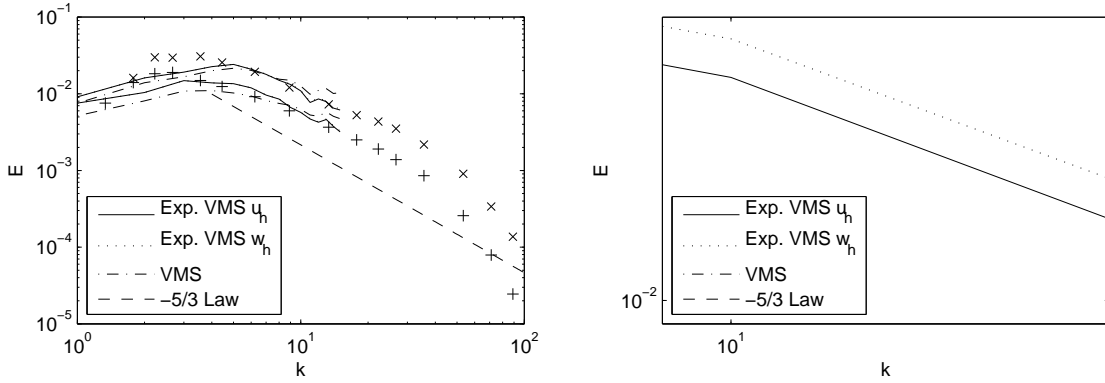 10^{-1}
10^{-2}
10^{-3}
10^{-4}
10^{-5}
E
Exp. VMS u_h
Exp. VMS w_h
VMS
−5/3 Law
10^0
10^1
10^2
k
E
10^{-2}
Exp. VMS u_h
Exp. VMS w_h
VMS
−5/3 Law
10^1
k